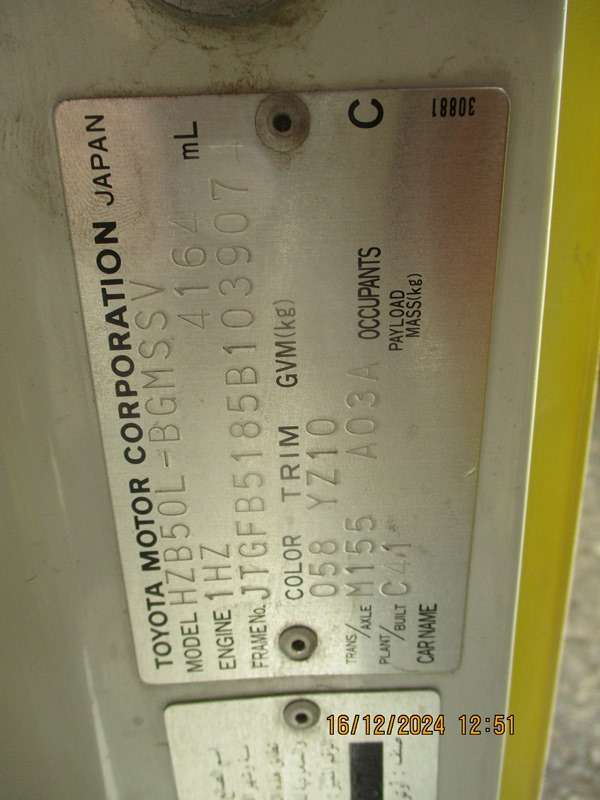 TOYOTA MOTOR CORPORATION JAPAN
MODEL HZB50L-BGMSSV
ENGINE 1HZ 4164 mL
FRAME No. JTGFB5185B1039074
COLOR TRIM GVM(kg)
058 YZ10
TRANS/AXLE M155 A03A OCCUPANTS
PLANT/BUILT C41 PAYLOAD MASS(kg)
CAR NAME
C
30881
16/12/2024 12:51